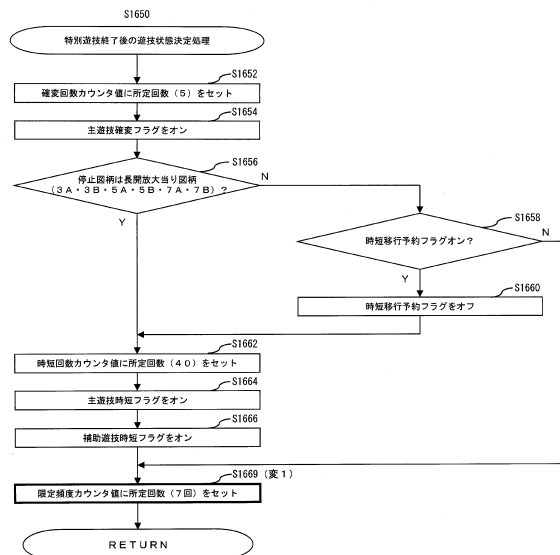 S1650
特別遊技終了後の遊技状態決定処理
S1652
確変回数カウンタ値に所定回数（5）をセット
S1654
主遊技確変フラグをオン
S1656
停止図柄は長開放大当り図柄
（3A・3B・5A・5B・7A・7B）？
N
Y
S1658
時短移行予約フラグオン？
N
Y
S1660
時短移行予約フラグをオフ
S1662
時短回数カウンタ値に所定回数（40）をセット
S1664
主遊技時短フラグをオン
S1666
補助遊技時短フラグをオン
S1669（変1）
限定頻度カウンタ値に所定回数（7回）をセット
RETURN